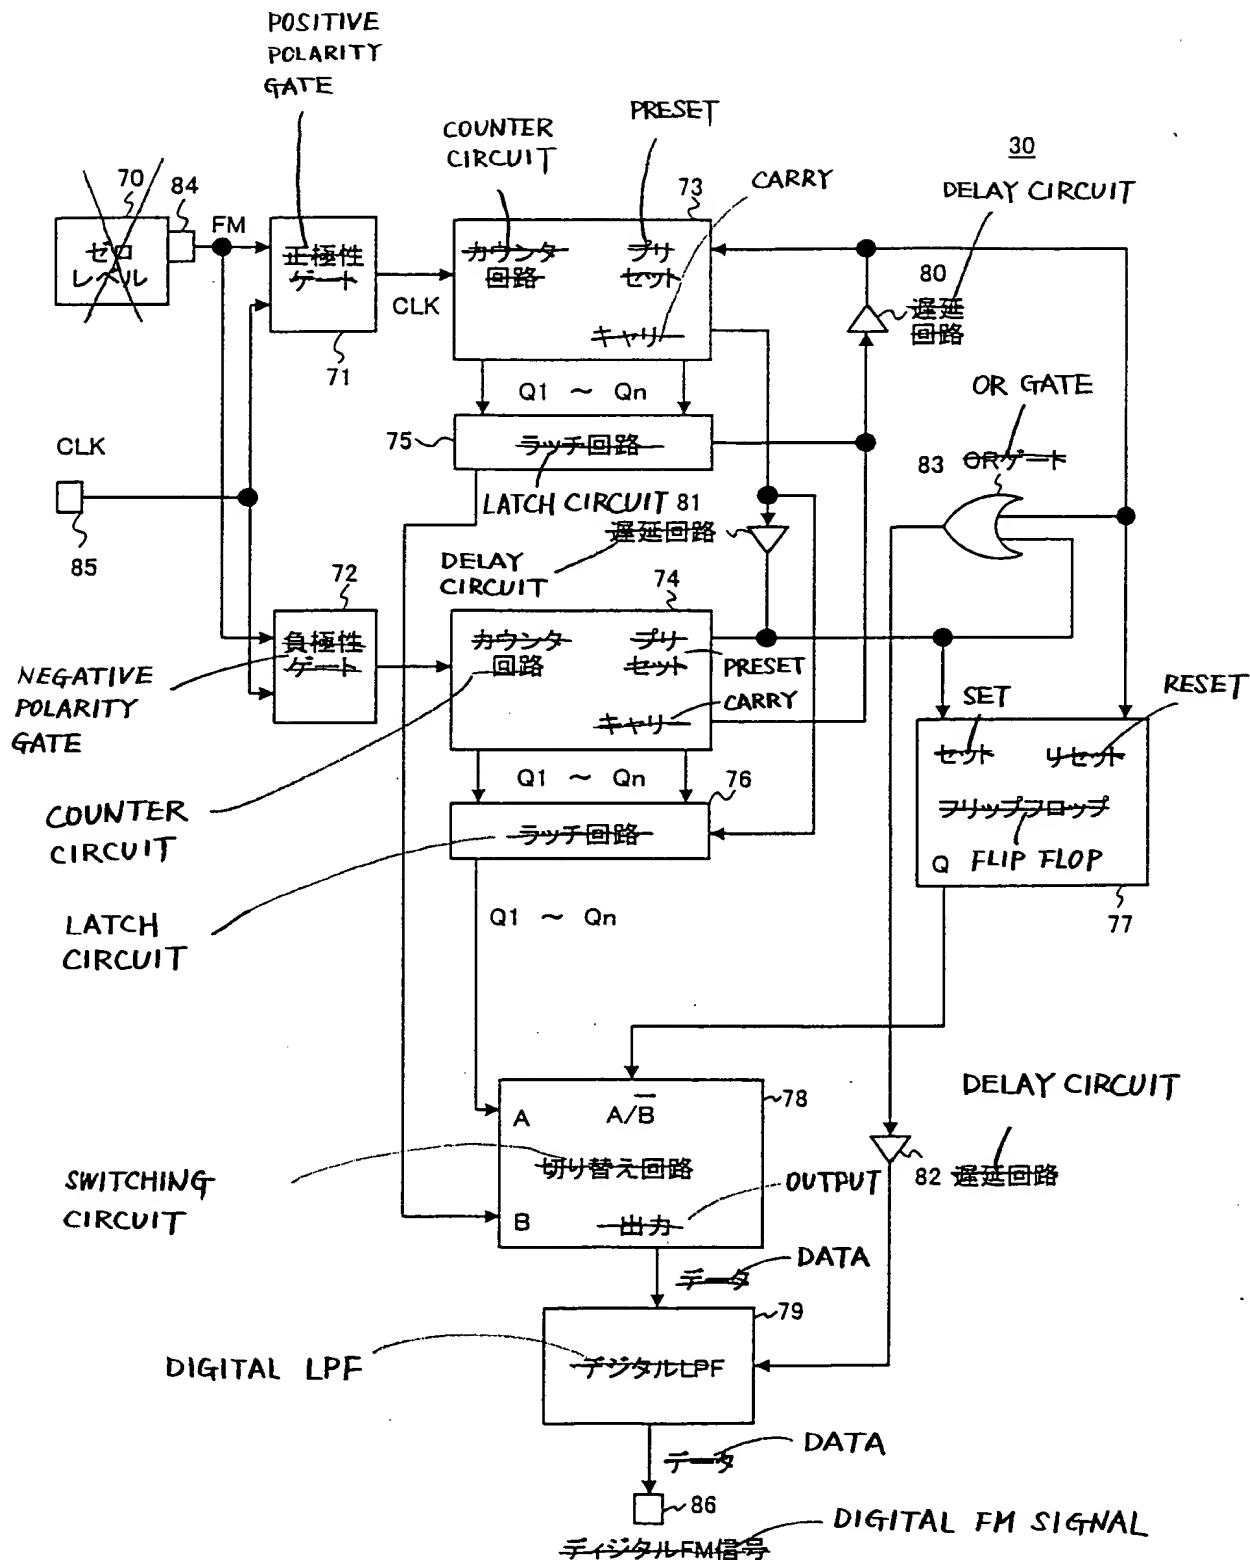 POSITIVE
POLARITY
GATE
COUNTER
CIRCUIT
PRESET
CARRY
30
DELAY CIRCUIT
70
84
FM
73
ゼロ
レベル
正極性
ゲート
カウンタ
回路
プリ
セット
キャリー
CLK
71
80
遅延
回路
Q1 ～ Qn
OR GATE
75
ラッチ回路
83 ORゲート
CLK
85
LATCH CIRCUIT
81
遅延回路
DELAY
CIRCUIT
72
74
負極性
ゲート
カウンタ
回路
プリ
セット
PRESET
キャリー
CARRY
NEGATIVE
POLARITY
GATE
SET
RESET
セット
リセット
フリップフロップ
Q
FLIP FLOP
77
Q1 ～ Qn
76
COUNTER
CIRCUIT
ラッチ回路
LATCH
CIRCUIT
Q1 ～ Qn
DELAY CIRCUIT
78
A
A/B̅
切り替え回路
B
出力
OUTPUT
SWITCHING
CIRCUIT
82 遅延回路
データ
DATA
79
デジタルLPF
DIGITAL LPF
データ
DATA
86
ディジタルFM信号
DIGITAL FM SIGNAL